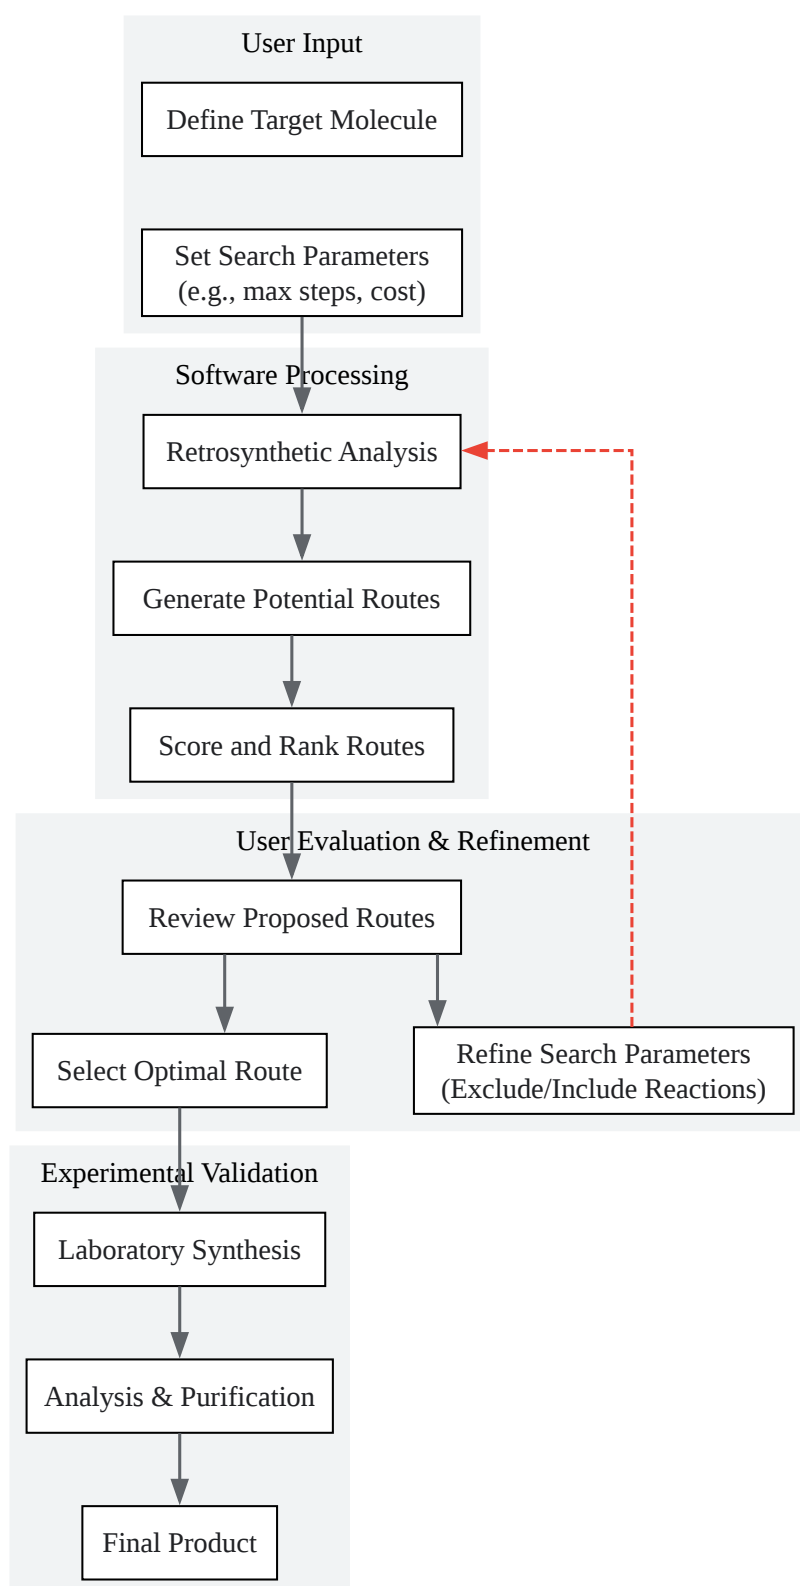 User Input
Define Target Molecule
Set Search Parameters
(e.g., max steps, cost)
Software Processing
Retrosynthetic Analysis
Generate Potential Routes
Score and Rank Routes
User Evaluation & Refinement
Review Proposed Routes
Select Optimal Route
Refine Search Parameters
(Exclude/Include Reactions)
Experimental Validation
Laboratory Synthesis
Analysis & Purification
Final Product